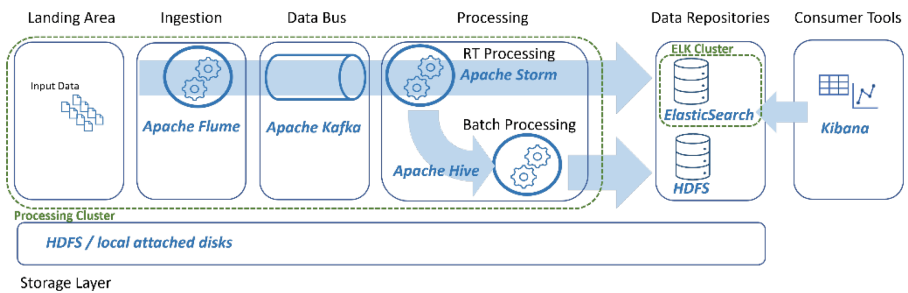 Landing Area
Ingestion
Data Bus
Processing
Data Repositories
Consumer Tools
Input Data
Apache Flume
Apache Kafka
RT Processing
Apache Storm
Batch Processing
Apache Hive
ELK Cluster
ElasticSearch
HDFS
Kibana
Processing Cluster
HDFS / local attached disks
Storage Layer